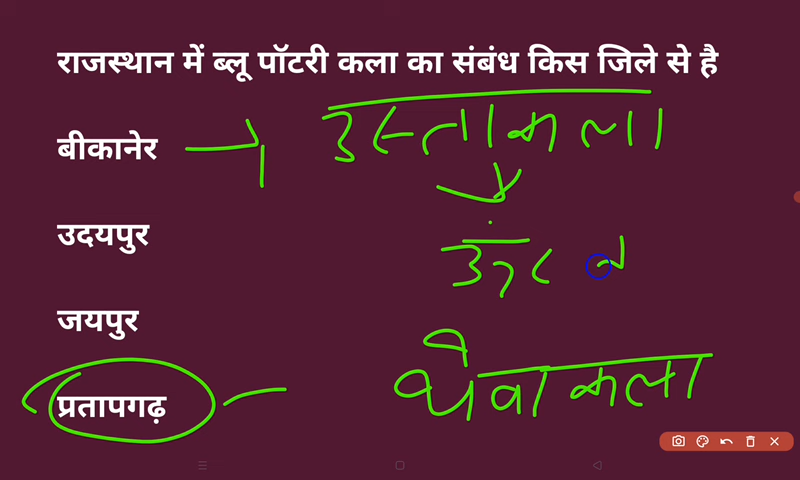 राजस्थान में ब्लू पॉटरी कला का संबंध किस जिले से है
बीकानेर
उस्ता कला
उदयपुर
जयपुर
प्रतापगढ़
थेवा कला